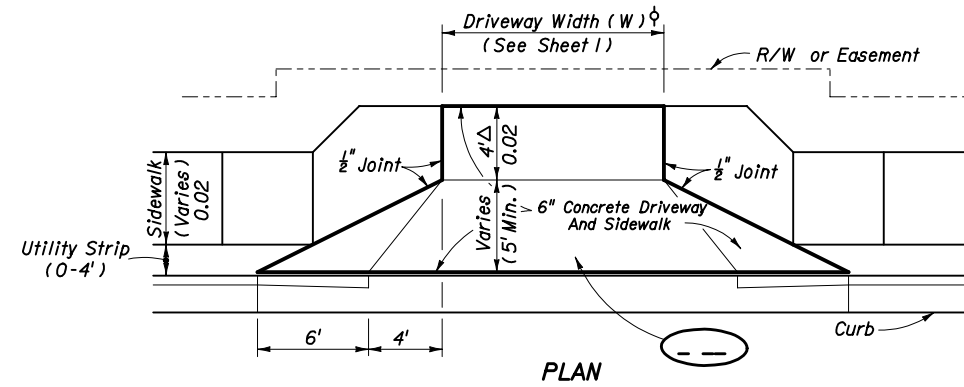 Driveway Width (W) ϕ
(See Sheet 1)
R/W or Easement
4'Δ
0.02
1/2" Joint
1/2" Joint
Sidewalk
(Varies)
0.02
Varies
(5' Min.)
6" Concrete Driveway
And Sidewalk
Utility Strip
(0-4')
6'
4'
Curb
PLAN